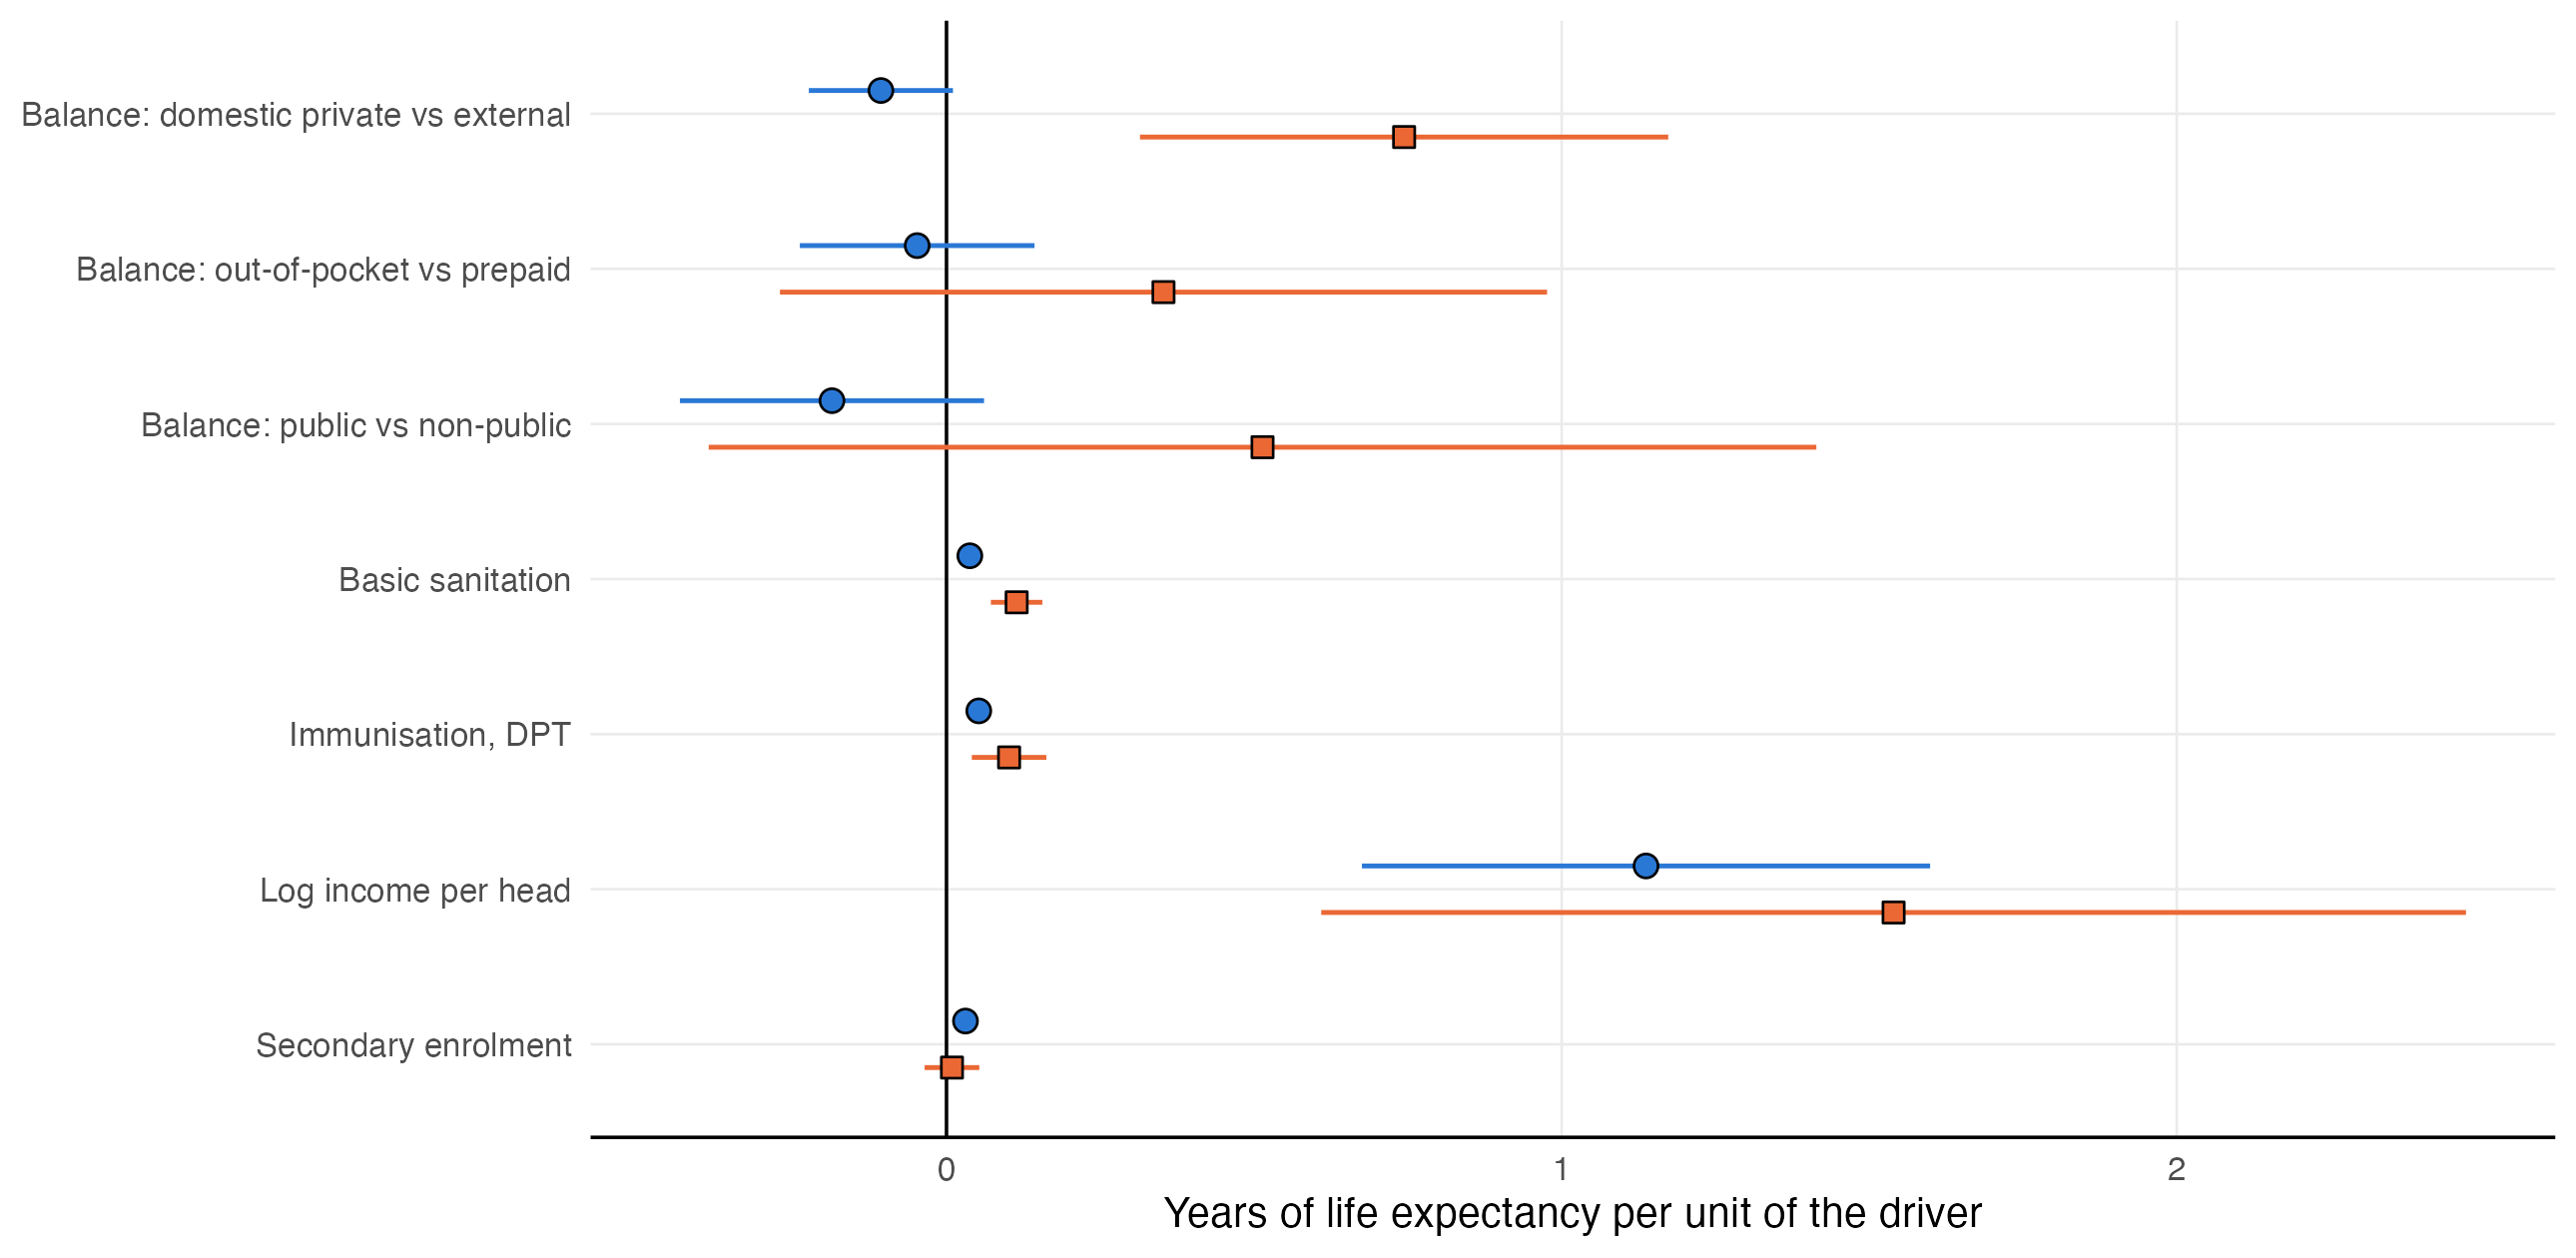 Balance: domestic private vs external
Balance: out-of-pocket vs prepaid
Balance: public vs non-public
Basic sanitation
Immunisation, DPT
Log income per head
Secondary enrolment
0 1 2
Years of life expectancy per unit of the driver